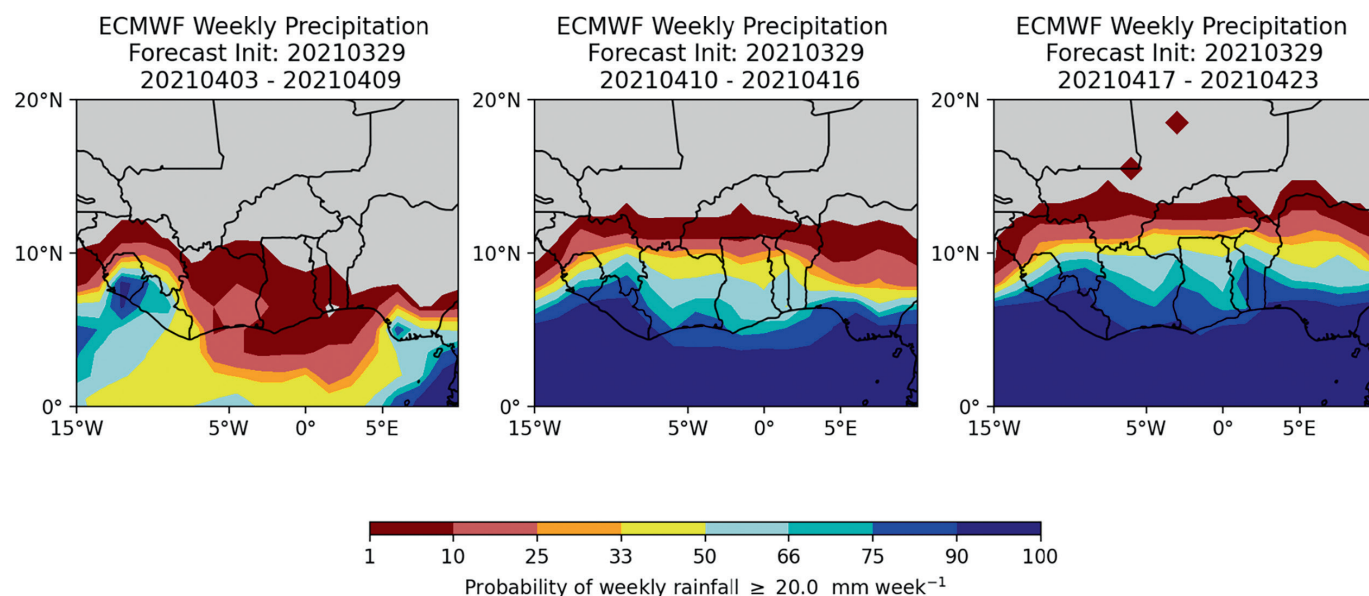 ECMWF Weekly Precipitation
Forecast Init: 20210329
20210403 - 20210409
20°N
10°N
0°
15°W
5°W
0°
5°E
ECMWF Weekly Precipitation
Forecast Init: 20210329
20210410 - 20210416
20°N
10°N
0°
15°W
5°W
0°
5°E
ECMWF Weekly Precipitation
Forecast Init: 20210329
20210417 - 20210423
20°N
10°N
0°
15°W
5°W
0°
5°E
1 10 25 33 50 66 75 90 100
Probability of weekly rainfall ≥ 20.0 mm week⁻¹